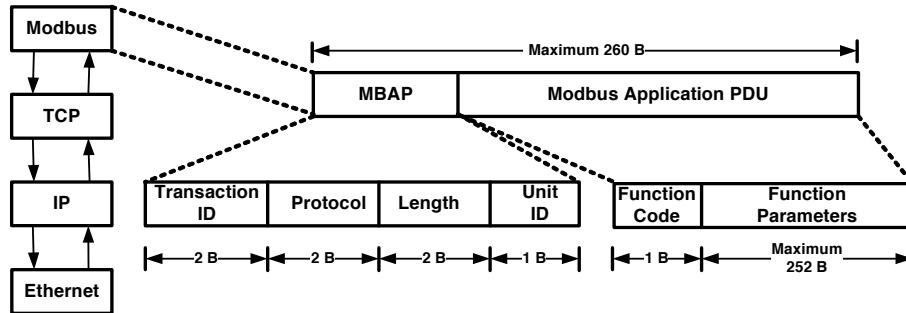 Modbus
Maximum 260 B
MBAP
Modbus Application PDU
TCP
Transaction
ID
Protocol
Length
Unit
ID
Function
Code
Function
Parameters
IP
2 B
2 B
2 B
1 B
1 B
Maximum
252 B
Ethernet